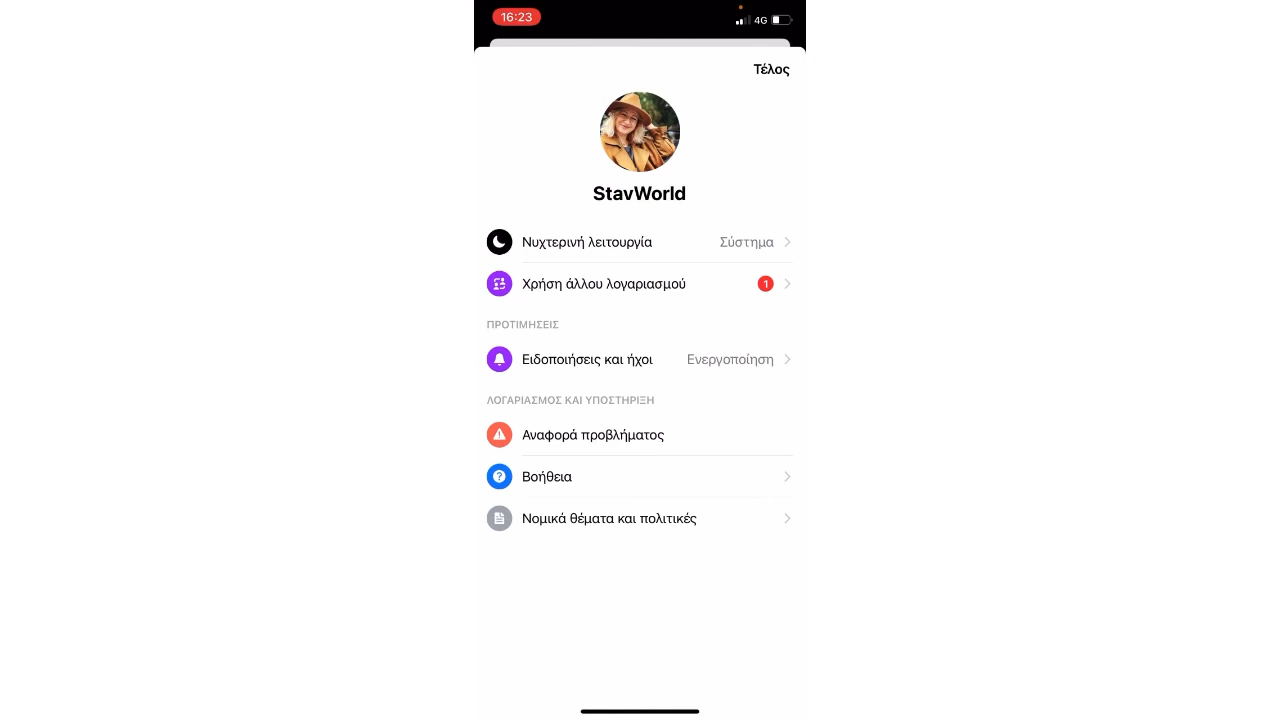 16:23
4G
Τέλος
StavWorld
Νυχτερινή λειτουργία Σύστημα
Χρήση άλλου λογαριασμού 1
ΠΡΟΤΙΜΗΣΕΙΣ
Ειδοποιήσεις και ήχοι Ενεργοποίηση
ΛΟΓΑΡΙΑΣΜΟΣ ΚΑΙ ΥΠΟΣΤΗΡΙΞΗ
Αναφορά προβλήματος
Βοήθεια
Νομικά θέματα και πολιτικές